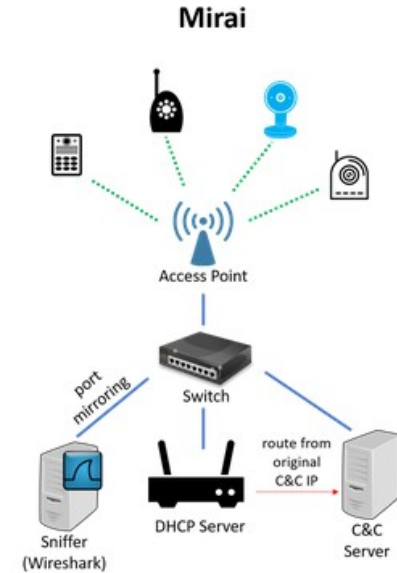 Mirai
Access Point
port
mirroring
Switch
route from
original
C&C IP
Sniffer
(Wireshark)
DHCP Server
C&C
Server